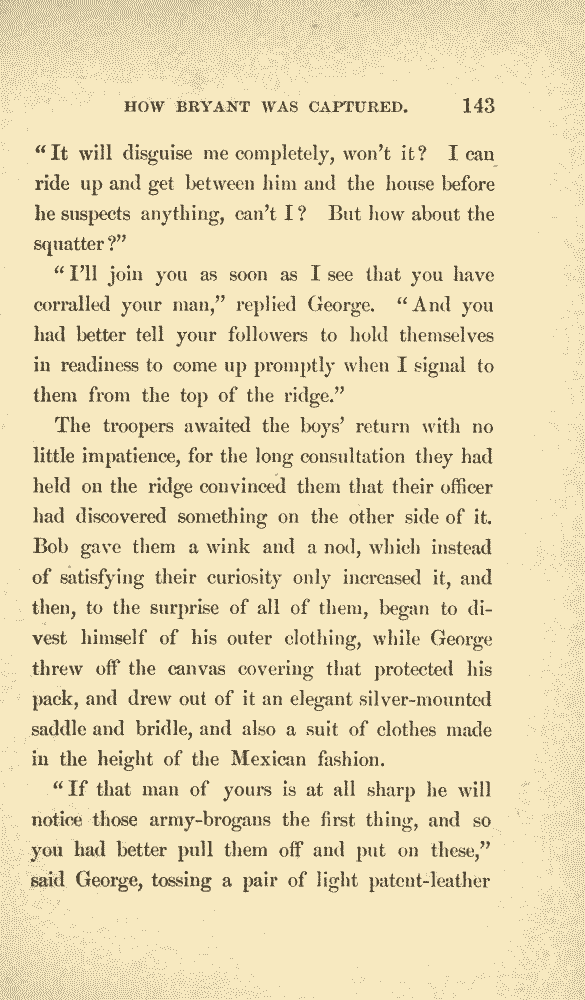 HOW BRYANT WAS CAPTURED. 143
“It will disguise me completely, won’t it? I can
ride up and get between him and the house before
he suspects anything, can’t I? But how about the
squatter?”
“I’ll join you as soon as I see that you have
corralled your man,” replied George. “And you
had better tell your followers to hold themselves
in readiness to come up promptly when I signal to
them from the top of the ridge.”
The troopers awaited the boys’ return with no
little impatience, for the long consultation they had
held on the ridge convinced them that their officer
had discovered something on the other side of it.
Bob gave them a wink and a nod, which instead
of satisfying their curiosity only increased it, and
then, to the surprise of all of them, began to di-
vest himself of his outer clothing, while George
threw off the canvas covering that protected his
pack, and drew out of it an elegant silver-mounted
saddle and bridle, and also a suit of clothes made
in the height of the Mexican fashion.
“If that man of yours is at all sharp he will
notice those army-brogans the first thing, and so
you had better pull them off and put on these,”
said George, tossing a pair of light patent-leather